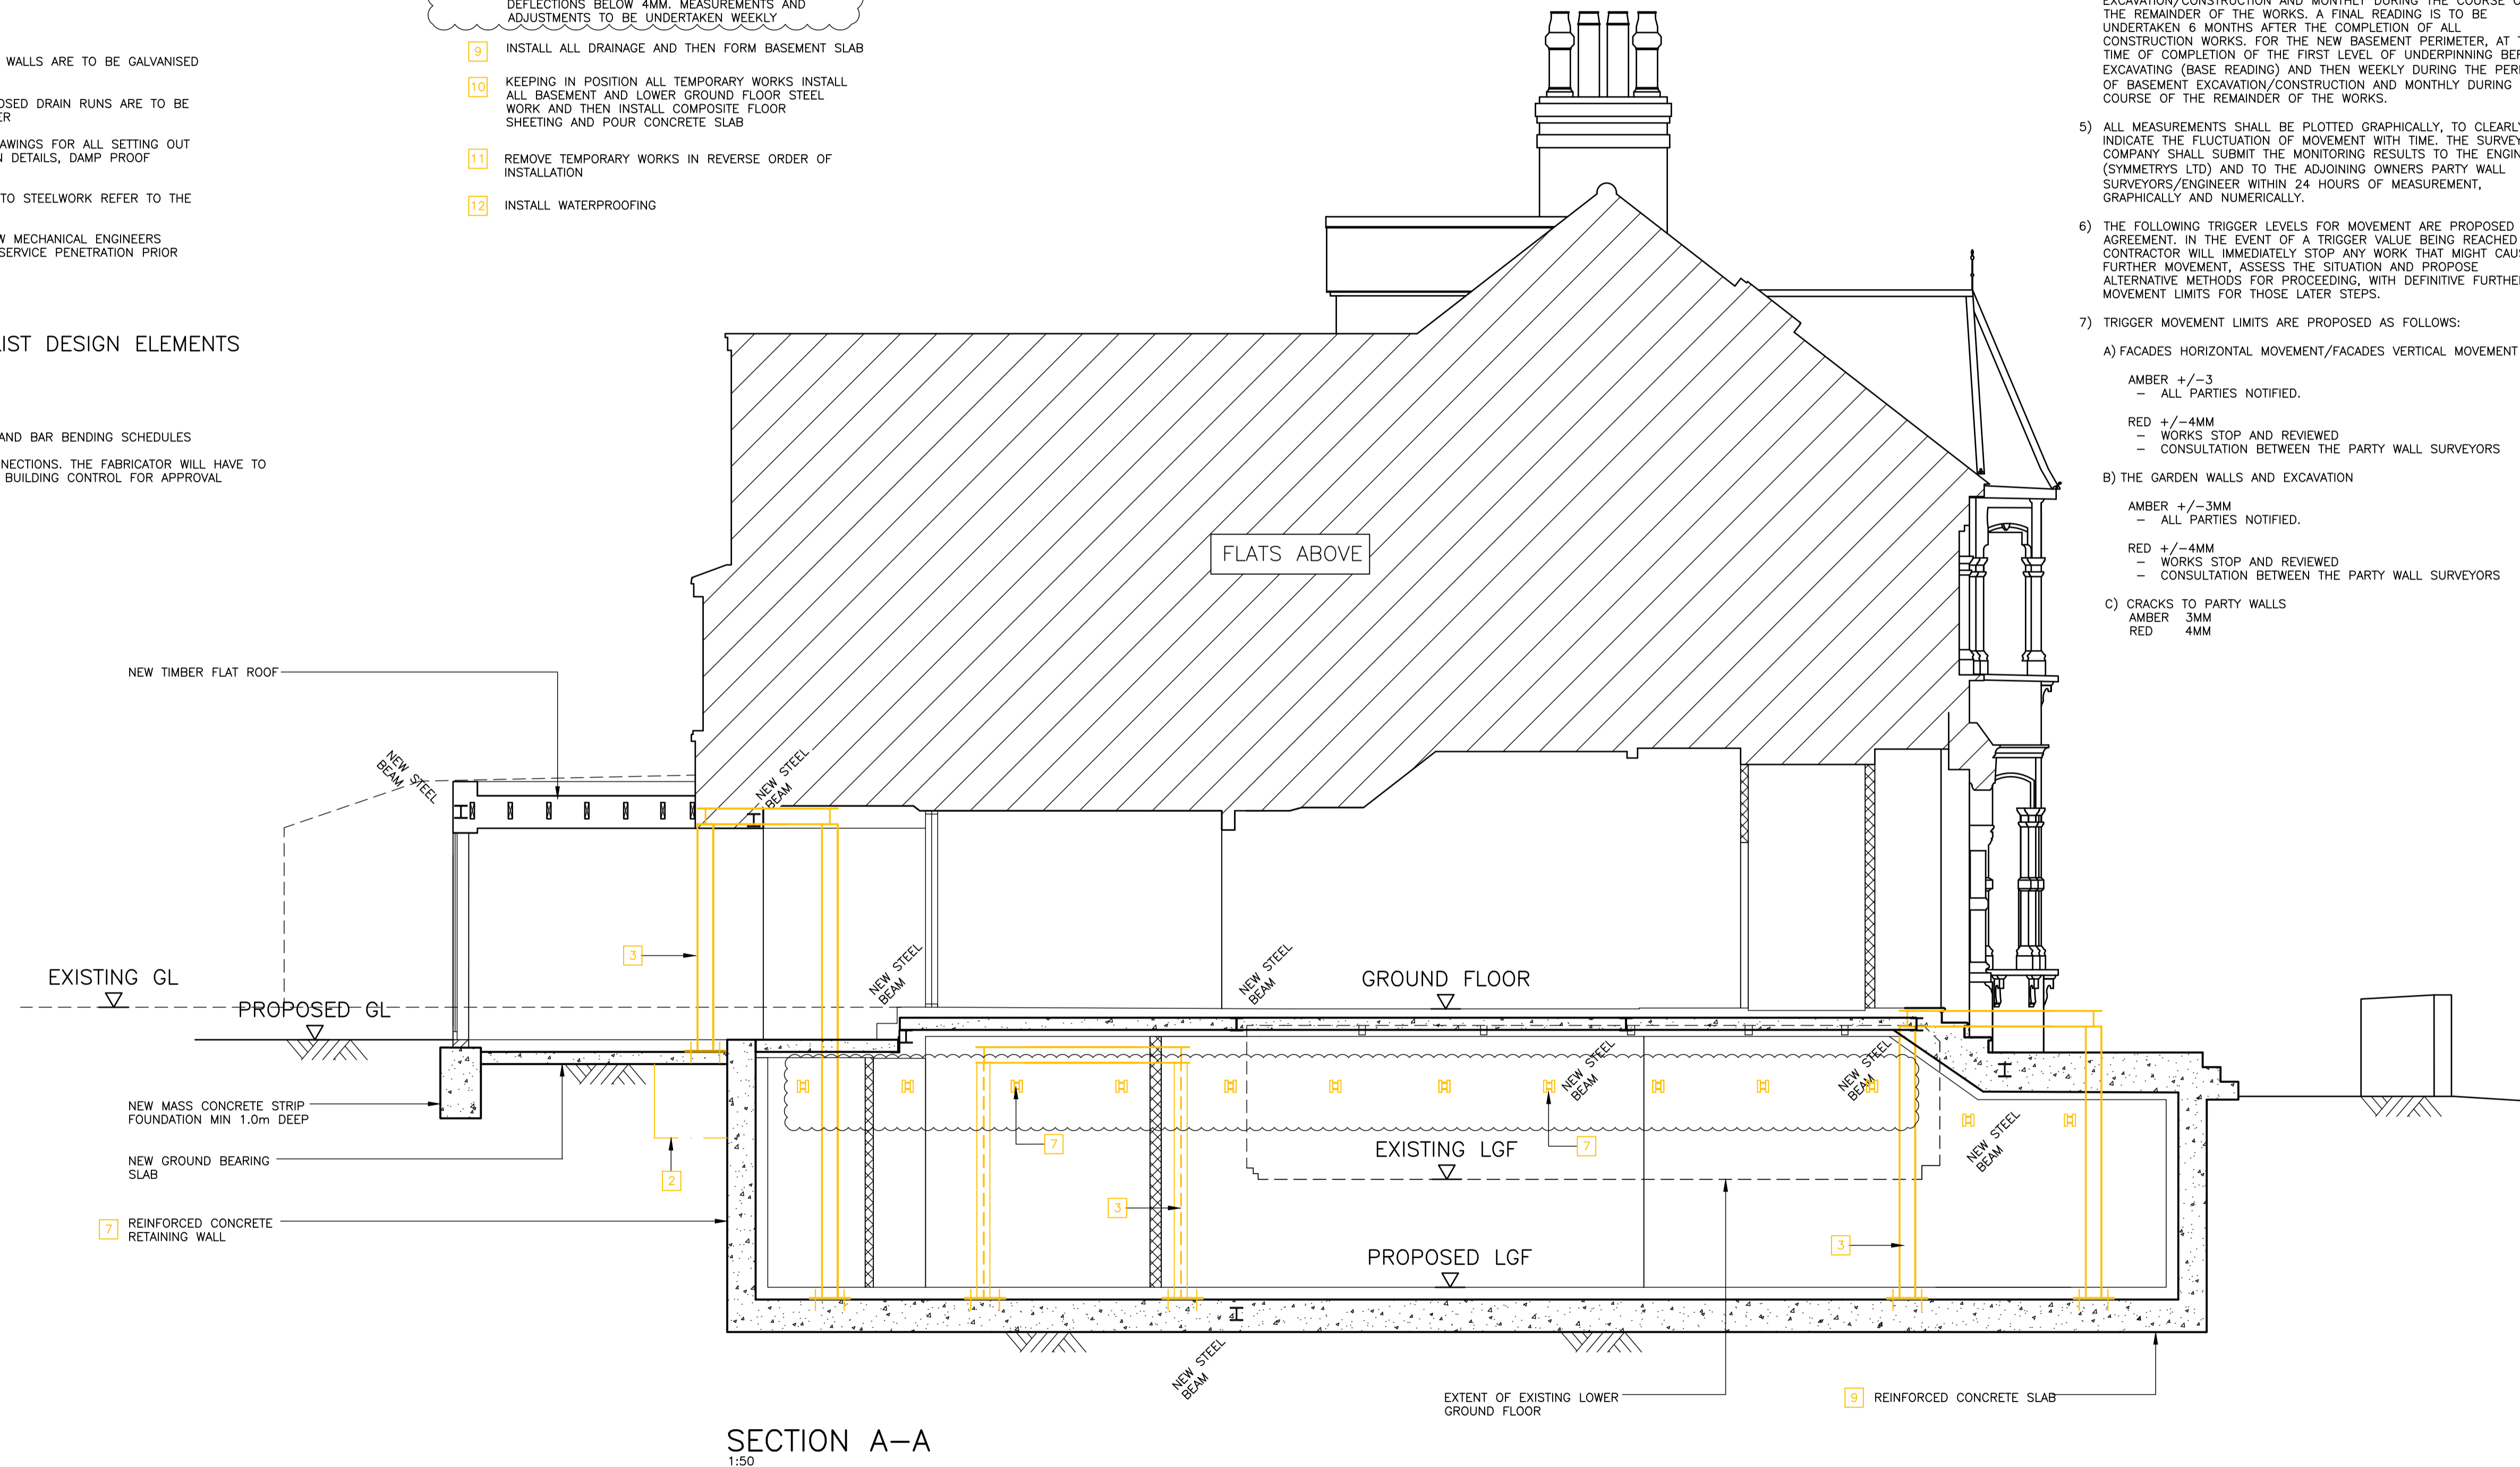 WALLS ARE TO BE GALVANISED
OSED DRAIN RUNS ARE TO BE
ER
AWINGS FOR ALL SETTING OUT
DETAILS, DAMP PROOF
TO STEELWORK REFER TO THE
W MECHANICAL ENGINEERS
SERVICE PENETRATION PRIOR
IST DESIGN ELEMENTS
AND BAR BENDING SCHEDULES
NECTIONS. THE FABRICATOR WILL HAVE TO
BUILDING CONTROL FOR APPROVAL
DEFLECTIONS BELOW 4MM. MEASUREMENTS AND
ADJUSTMENTS TO BE UNDERTAKEN WEEKLY
9 INSTALL ALL DRAINAGE AND THEN FORM BASEMENT SLAB
10 KEEPING IN POSITION ALL TEMPORARY WORKS INSTALL
ALL BASEMENT AND LOWER GROUND FLOOR STEEL
WORK AND THEN INSTALL COMPOSITE FLOOR
SHEETING AND POUR CONCRETE SLAB
11 REMOVE TEMPORARY WORKS IN REVERSE ORDER OF
INSTALLATION
12 INSTALL WATERPROOFING
EXCAVATION/CONSTRUCTION AND MONTHLY DURING THE COURSE O
THE REMAINDER OF THE WORKS. A FINAL READING IS TO BE
UNDERTAKEN 6 MONTHS AFTER THE COMPLETION OF ALL
CONSTRUCTION WORKS. FOR THE NEW BASEMENT PERIMETER, AT T
TIME OF COMPLETION OF THE FIRST LEVEL OF UNDERPINNING BEF
EXCAVATING (BASE READING) AND THEN WEEKLY DURING THE PERI
OF BASEMENT EXCAVATION/CONSTRUCTION AND MONTHLY DURING
COURSE OF THE REMAINDER OF THE WORKS.
5) ALL MEASUREMENTS SHALL BE PLOTTED GRAPHICALLY, TO CLEARLY
INDICATE THE FLUCTUATION OF MOVEMENT WITH TIME. THE SURVEY
COMPANY SHALL SUBMIT THE MONITORING RESULTS TO THE ENGIN
(SYMMETRYS LTD) AND TO THE ADJOINING OWNERS PARTY WALL
SURVEYORS/ENGINEER WITHIN 24 HOURS OF MEASUREMENT,
GRAPHICALLY AND NUMERICALLY.
6) THE FOLLOWING TRIGGER LEVELS FOR MOVEMENT ARE PROPOSED
AGREEMENT. IN THE EVENT OF A TRIGGER VALUE BEING REACHED
CONTRACTOR WILL IMMEDIATELY STOP ANY WORK THAT MIGHT CAU
FURTHER MOVEMENT, ASSESS THE SITUATION AND PROPOSE
ALTERNATIVE METHODS FOR PROCEEDING, WITH DEFINITIVE FURTHER
MOVEMENT LIMITS FOR THOSE LATER STEPS.
7) TRIGGER MOVEMENT LIMITS ARE PROPOSED AS FOLLOWS:
A) FACADES HORIZONTAL MOVEMENT/FACADES VERTICAL MOVEMENT
AMBER +/-3
- ALL PARTIES NOTIFIED.
RED +/-4MM
- WORKS STOP AND REVIEWED
- CONSULTATION BETWEEN THE PARTY WALL SURVEYORS
B) THE GARDEN WALLS AND EXCAVATION
AMBER +/-3MM
- ALL PARTIES NOTIFIED.
RED +/-4MM
- WORKS STOP AND REVIEWED
- CONSULTATION BETWEEN THE PARTY WALL SURVEYORS
C) CRACKS TO PARTY WALLS
AMBER 3MM
RED 4MM
FLATS ABOVE
NEW TIMBER FLAT ROOF
NEW STEEL
BEAM
NEW STEEL
BEAM
3
NEW STEEL
BEAM
NEW STEEL
BEAM
EXISTING GL
PROPOSED GL
GROUND FLOOR
NEW STEEL
BEAM
NEW STEEL
BEAM
NEW STEEL
BEAM
NEW MASS CONCRETE STRIP
FOUNDATION MIN 1.0m DEEP
7
7
EXISTING LGF
NEW GROUND BEARING
SLAB
2
3
7 REINFORCED CONCRETE
RETAINING WALL
3
PROPOSED LGF
NEW STEEL
BEAM
EXTENT OF EXISTING LOWER
GROUND FLOOR
9 REINFORCED CONCRETE SLAB
SECTION A-A
1:50